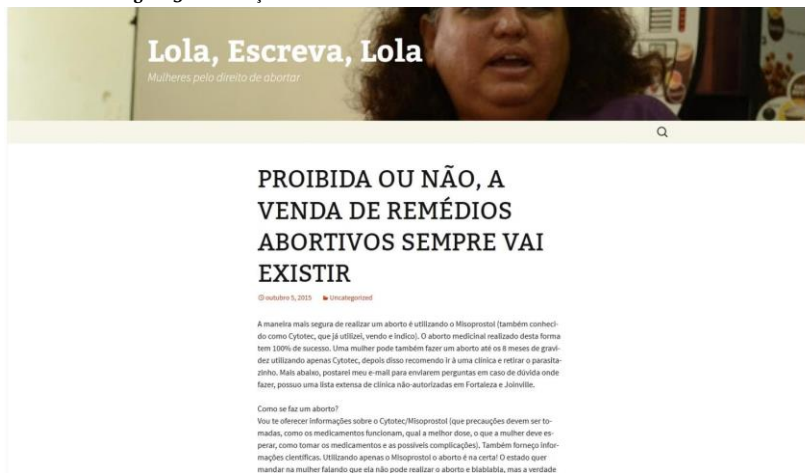 Lola, Escreva, Lola
Mulheres pelo direito de abortar
PROIBIDA OU NÃO, A
VENDA DE REMÉDIOS
ABORTIVOS SEMPRE VAI
EXISTIR
outubro 5, 2015 Uncategorized
A maneira mais segura de realizar um aborto é utilizando o Misoprostol (também conheci-
do como Cytotec, que já utilizei, vendo e indico). O aborto medicinal realizado desta forma
tem 100% de sucesso. Uma mulher pode também fazer um aborto até os 8 meses de gravi-
dez utilizando apenas Cytotec, depois disso recomendo ir à uma clínica e retirar o parasita-
zinho. Mais abaixo, postarei meu e-mail para enviarem perguntas em caso de dúvida onde
fazer, possuo uma lista extensa de clínica não-autorizadas em Fortaleza e Joinville.
Como se faz um aborto?
Vou te oferecer informações sobre o Cytotec/Misoprostol (que precauções devem ser to-
madas, como os medicamentos funcionam, qual a melhor dose, o que a mulher deve es-
perar, como tomar os medicamentos e as possíveis complicações). Também forneço infor-
mações científicas. Utilizando apenas o Misoprostol o aborto é na certa! O estado quer
mandar na mulher falando que ela não pode realizar o aborto e blablabla, mas a verdade